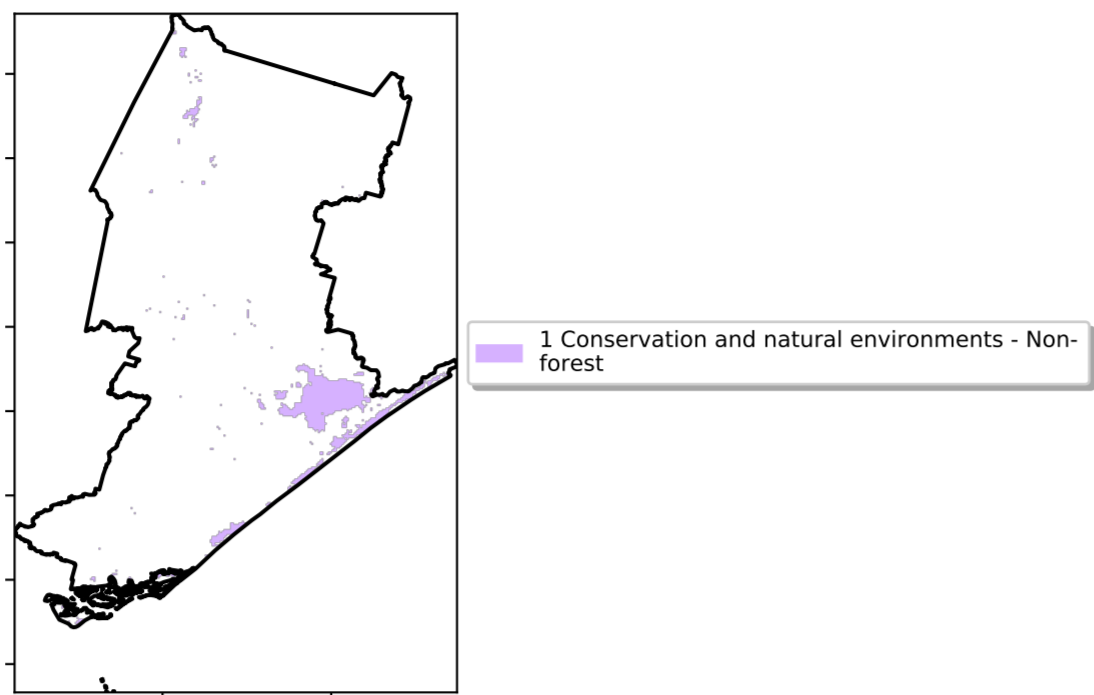 1 Conservation and natural environments - Non-
forest